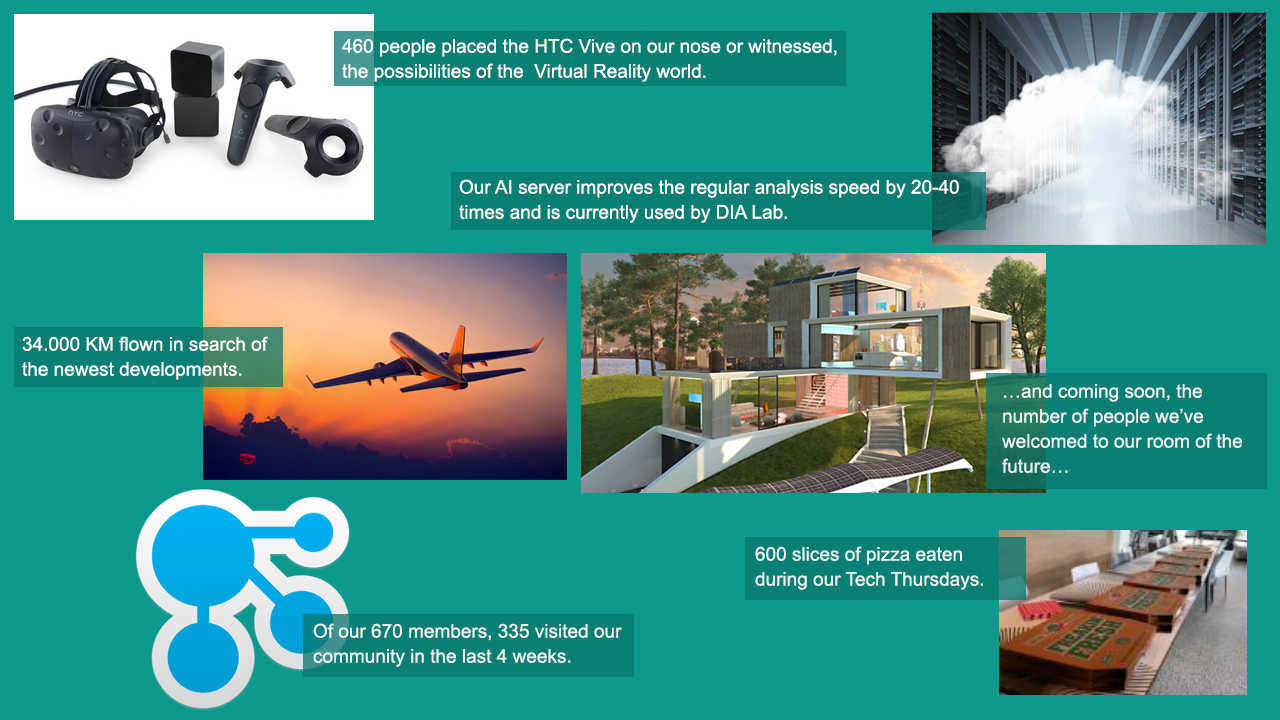 460 people placed the HTC Vive on our nose or witnessed,
the possibilities of the  Virtual Reality world.
hTC
Our AI server improves the regular analysis speed by 20-40
times and is currently used by DIA Lab.
34.000 KM flown in search of
the newest developments.
…and coming soon, the
number of people we’ve
welcomed to our room of the
future…
600 slices of pizza eaten
during our Tech Thursdays.
Of our 670 members, 335 visited our
community in the last 4 weeks.